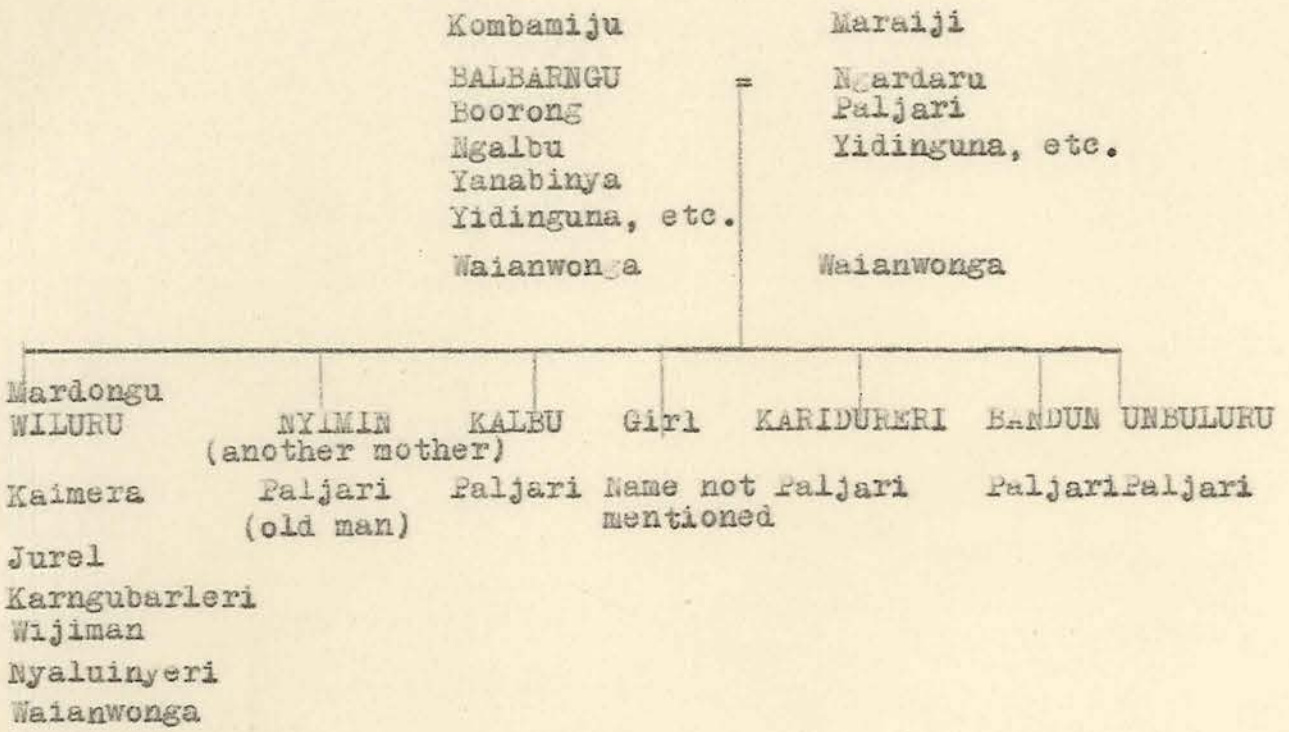 Kombamiju Maraiji
BALBARNGU = Ngardaru
Boorong Paljari
Ngalbu Yidinguna, etc.
Yanabinya
Yidinguna, etc.
Waianwonga Waianwonga
Mardongu
WILURU NYIMIN KALBU Girl KARIDURERI BANDUN UNBULURU
(another mother)
Kaimera Paljari Paljari Name not Paljari Paljari Paljari
(old man) mentioned
Jurel
Karngubarleri
Wijiman
Nyaluinyeri
Waianwonga